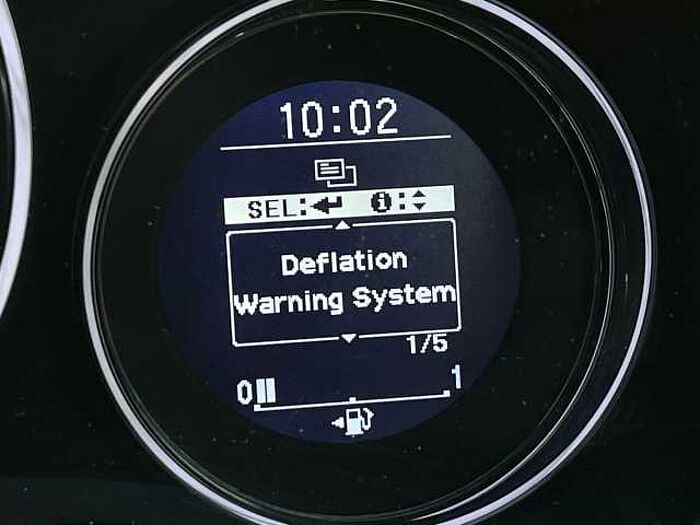 10:02
SEL:↵ i:
Deflation
Warning System
1/5
0 1